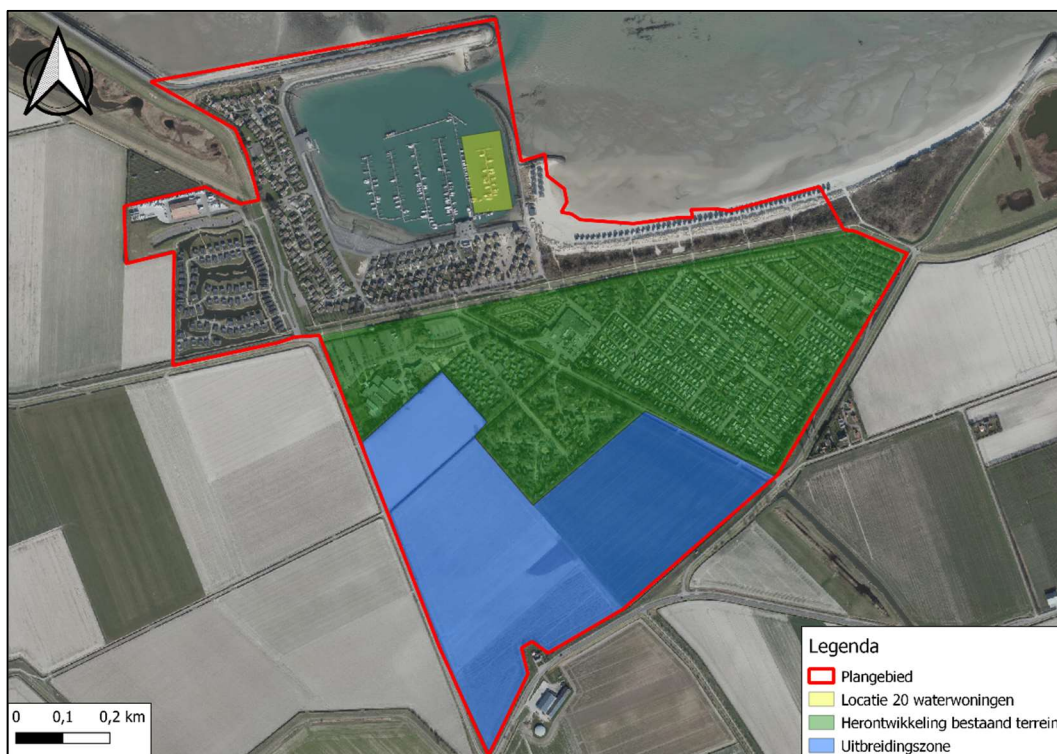 0 0,1 0,2 km
Legenda
Plangebied
Locatie 20 waterwoningen
Herontwikkeling bestaand terrein
Uitbreidingszone